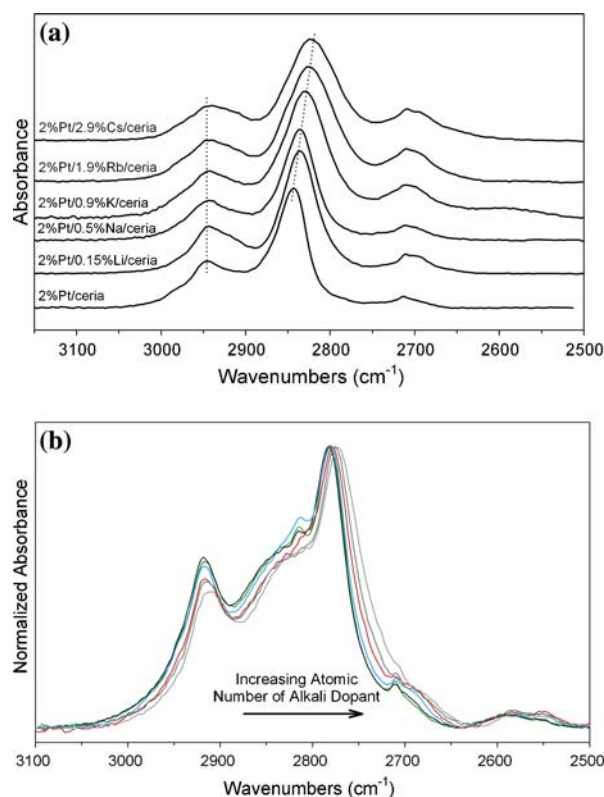 (a)
Absorbance
2%Pt/2.9%Cs/ceria
2%Pt/1.9%Rb/ceria
2%Pt/0.9%K/ceria
2%Pt/0.5%Na/ceria
2%Pt/0.15%Li/ceria
2%Pt/ceria
3100 3000 2900 2800 2700 2600 2500
Wavenumbers (cm⁻¹)
(b)
Normalized Absorbance
Increasing Atomic
Number of Alkali Dopant
3100 3000 2900 2800 2700 2600 2500
Wavenumbers (cm⁻¹)